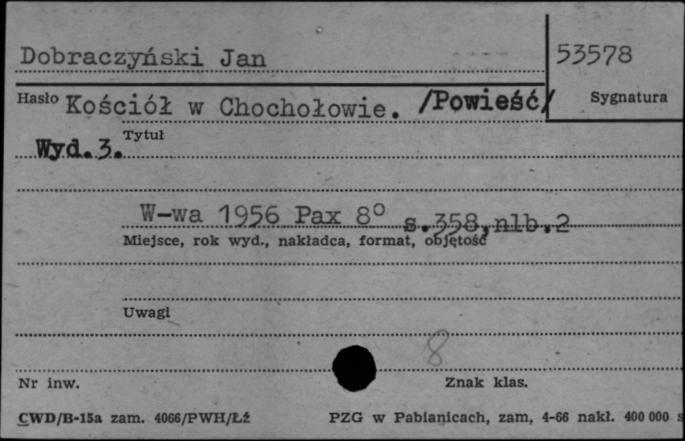 Dobraczyński Jan
53578
Hasło Kościół w Chochołowie. /Powieść/
Sygnatura
Tytuł
Wyd.3.
W-wa 1956 Pax 8° s.358,nlb.2
Miejsce, rok wyd., nakładca, format, objętość
Uwagi
8
Nr inw.
Znak klas.
CWD/B-15a zam. 4066/PWH/Łż
PZG w Pabianicach, zam, 4-66 nakł. 400 000 s